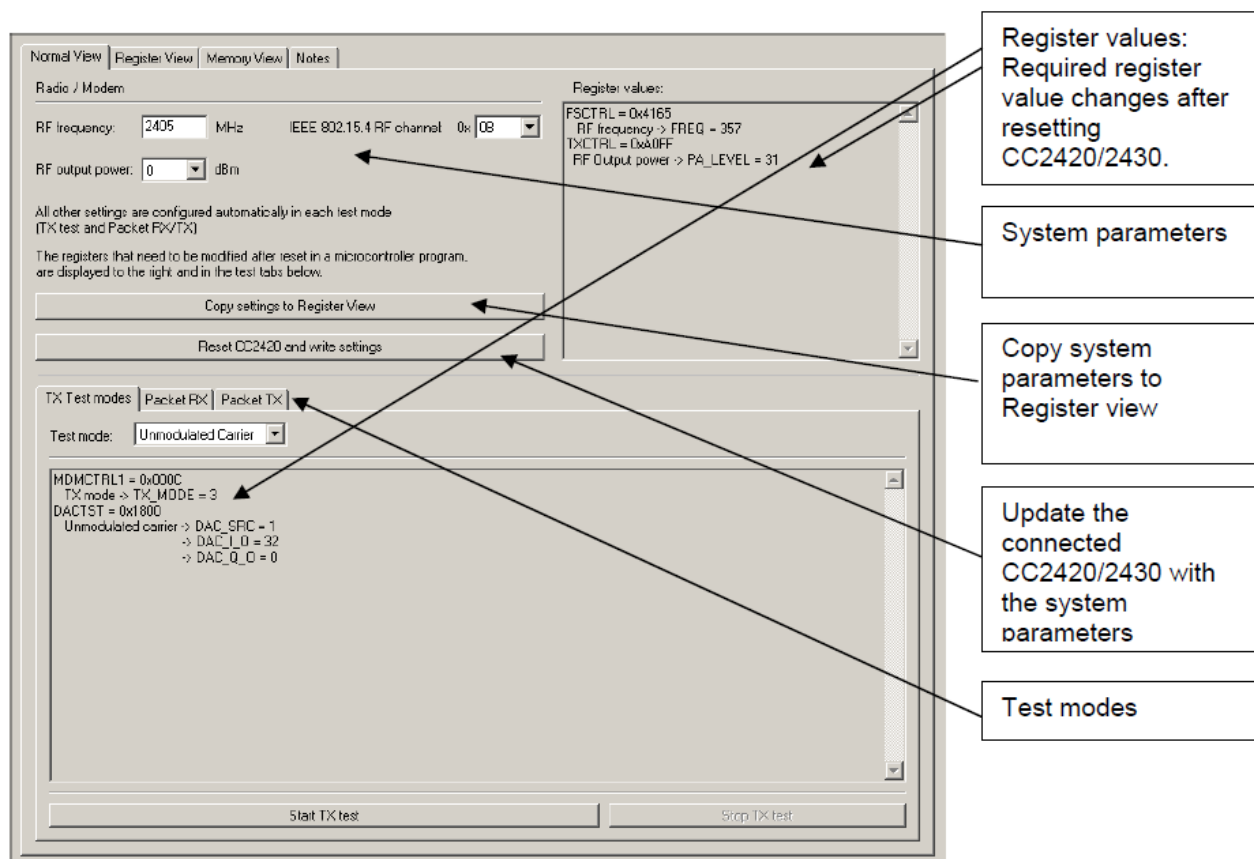 Normal View Register View Memory View Notes
Radio / Modem
RF frequency: 2405 MHz IEEE 802.15.4 RF channel 0x 0B
RF output power: 0 dBm
All other settings are configured automatically in each test mode
(TX test and Packet RX/TX)
The registers that need to be modified after reset in a microcontroller program,
are displayed to the right and in the test tabs below.
Copy settings to Register View
Reset CC2420 and write settings
Register values:
FSCTRL = 0x4165
RF frequency -> FREQ = 357
TXCTRL = 0xA0FF
RF Output power -> PA_LEVEL = 31
TX Test modes Packet RX Packet TX
Test mode: Unmodulated Carrier
MDMCTRL1 = 0x000C
TX mode -> TX_MODE = 3
DACTST = 0x1800
Unmodulated carrier -> DAC_SRC = 1
-> DAC_I_O = 32
-> DAC_Q_O = 0
Start TX test Stop TX test
Register values:
Required register
value changes after
resetting
CC2420/2430.
System parameters
Copy system
parameters to
Register view
Update the
connected
CC2420/2430 with
the system
parameters
Test modes